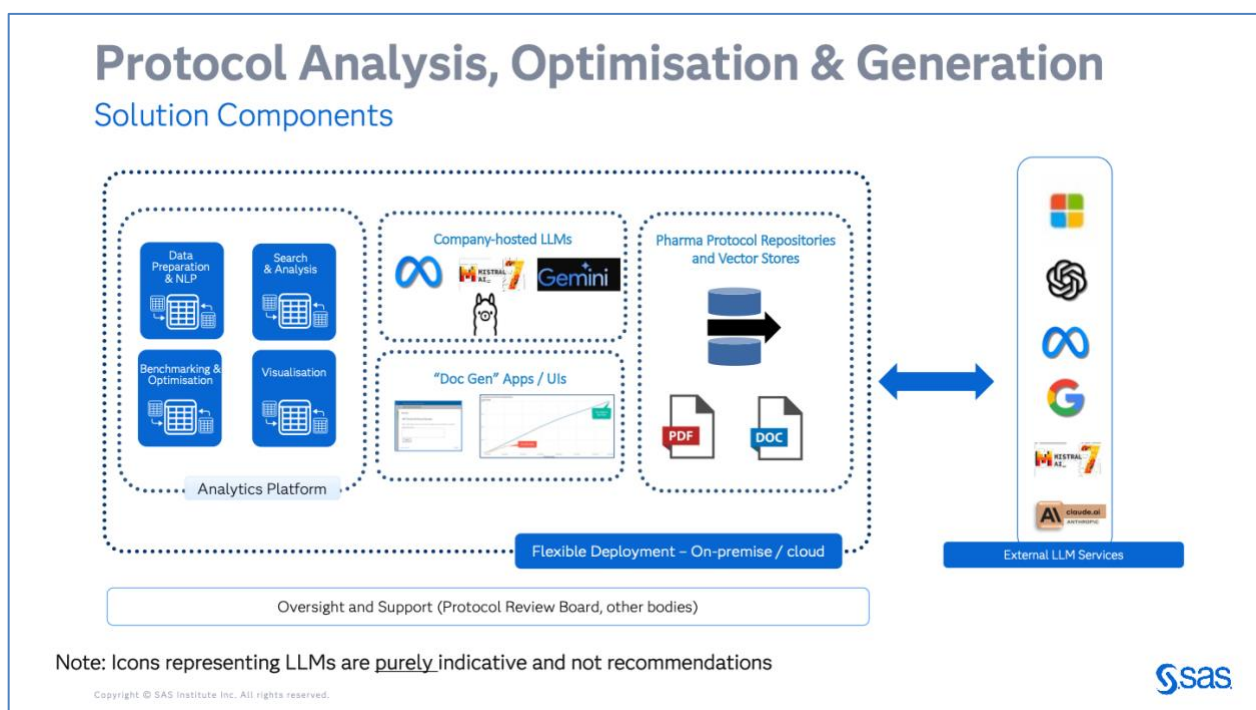 Protocol Analysis, Optimisation & Generation
Solution Components
Data
Preparation
& NLP
Search
& Analysis
Benchmarking &
Optimisation
Visualisation
Analytics Platform
Company-hosted LLMs
MISTRAL
AI_
7
Gemini
"Doc Gen" Apps / UIs
Pharma Protocol Repositories
and Vector Stores
PDF
DOC
Flexible Deployment – On-premise / cloud
MISTRAL
AI_
7
AI claude.ai
ANTHROPIC
External LLM Services
Oversight and Support (Protocol Review Board, other bodies)
Note: Icons representing LLMs are purely indicative and not recommendations
Copyright © SAS Institute Inc. All rights reserved.
sas